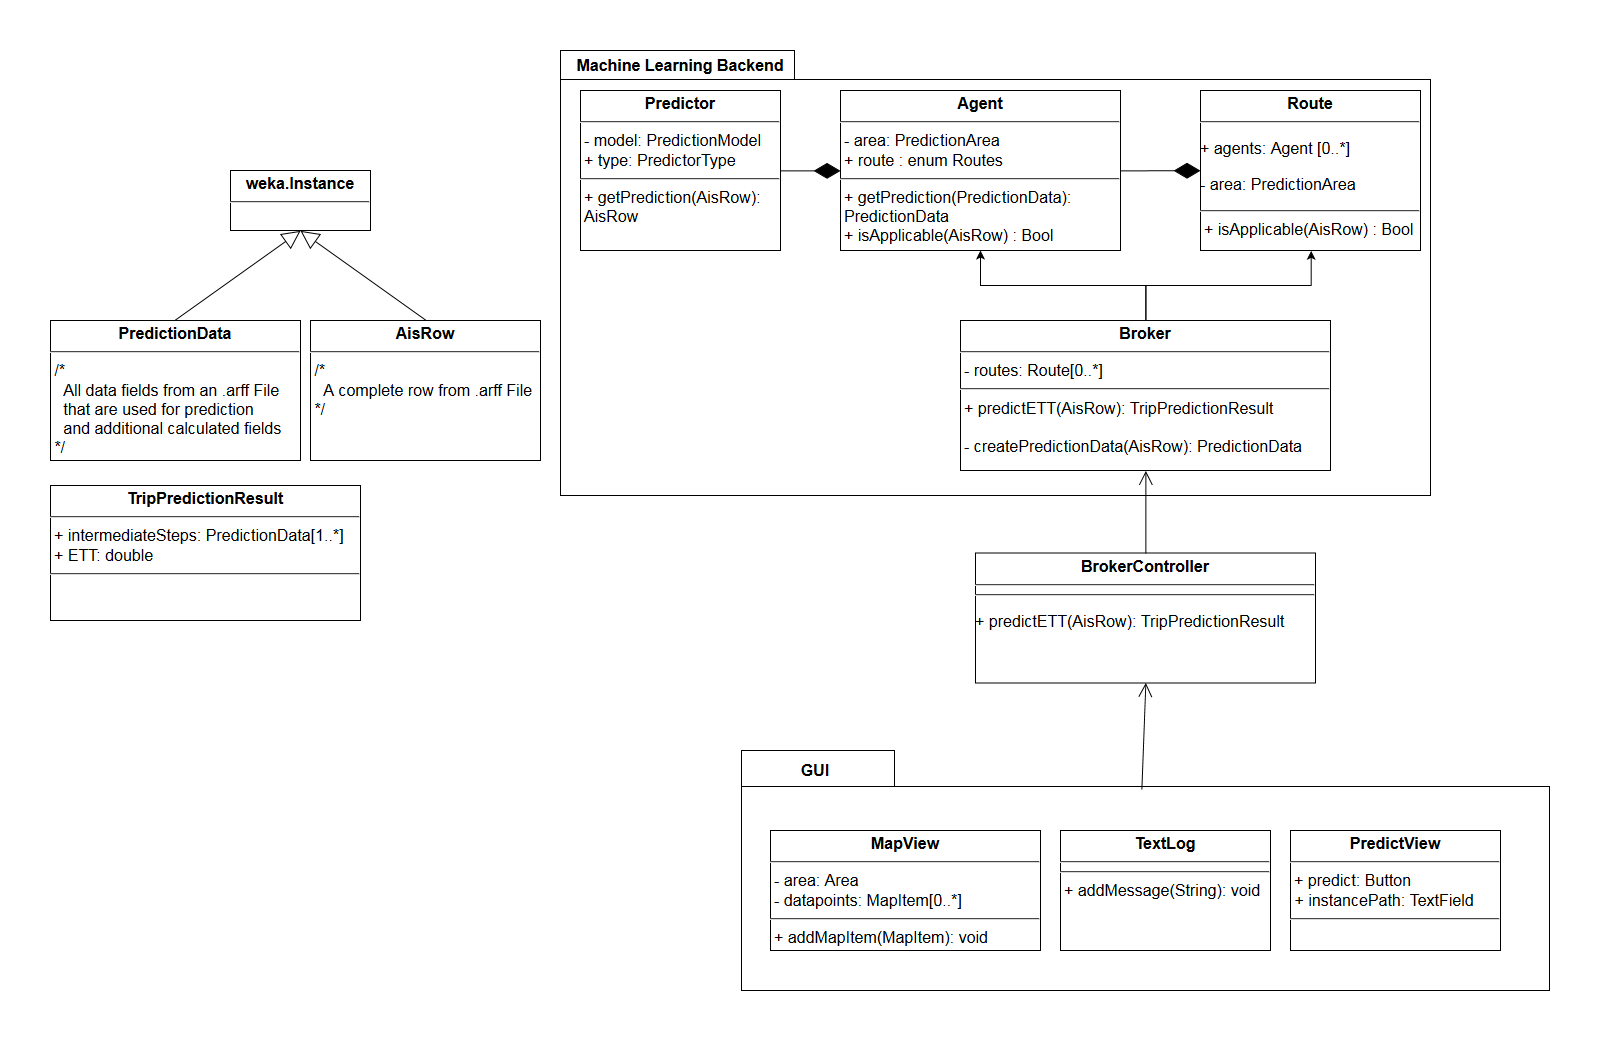 Machine Learning Backend
Predictor
- model: PredictionModel
+ type: PredictorType
+ getPrediction(AisRow):
AisRow
Agent
- area: PredictionArea
+ route : enum Routes
+ getPrediction(PredictionData):
PredictionData
+ isApplicable(AisRow) : Bool
Route
+ agents: Agent [0..*]
- area: PredictionArea
+ isApplicable(AisRow) : Bool
weka.Instance
PredictionData
/*
All data fields from an .arff File
that are used for prediction
and additional calculated fields
*/
AisRow
/*
A complete row from .arff File
*/
Broker
- routes: Route[0..*]
+ predictETT(AisRow): TripPredictionResult
- createPredictionData(AisRow): PredictionData
TripPredictionResult
+ intermediateSteps: PredictionData[1..*]
+ ETT: double
BrokerController
+ predictETT(AisRow): TripPredictionResult
GUI
MapView
- area: Area
- datapoints: MapItem[0..*]
+ addMapItem(MapItem): void
TextLog
+ addMessage(String): void
PredictView
+ predict: Button
+ instancePath: TextField